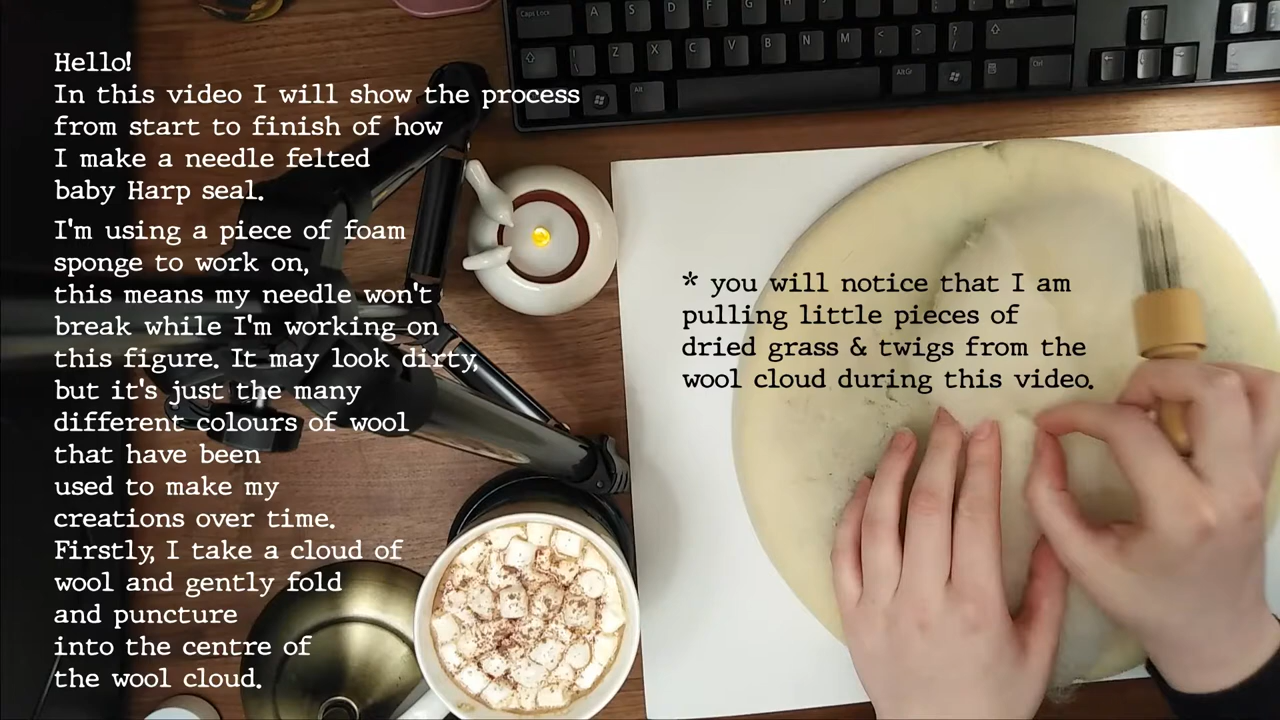 Hello!
In this video I will show the process
from start to finish of how
I make a needle felted
baby Harp seal.
I'm using a piece of foam
sponge to work on,
this means my needle won't
break while I'm working on
this figure. It may look dirty,
but it's just the many
different colours of wool
that have been
used to make my
creations over time.
Firstly, I take a cloud of
wool and gently fold
and puncture
into the centre of
the wool cloud.
* you will notice that I am
pulling little pieces of
dried grass & twigs from the
wool cloud during this video.
Caps Lock A S D F G H J K L
Z X C V B N M < > ? /
Alt AltGr Ctrl